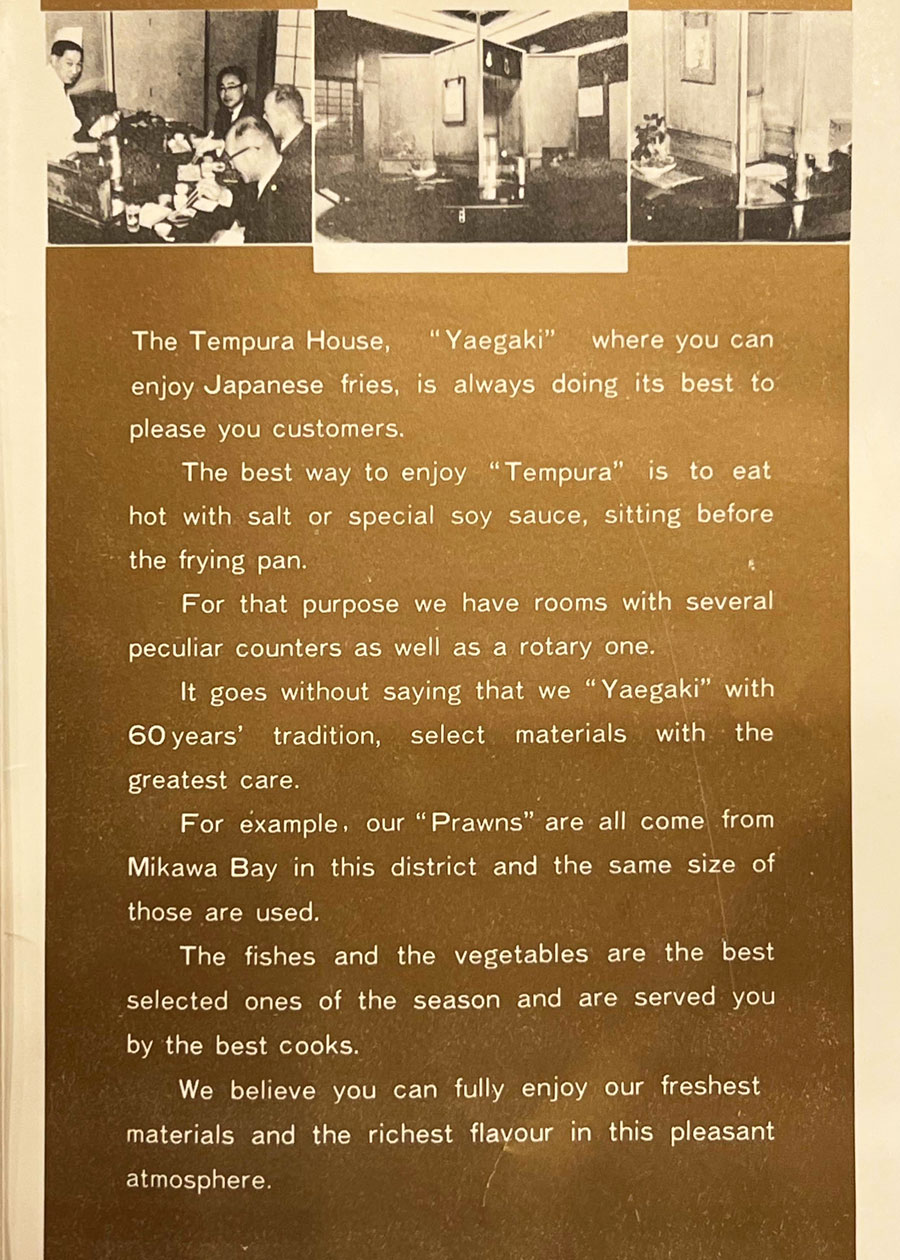 The Tempura House, “Yaegaki” where you can
enjoy Japanese fries, is always doing its best to
please you customers.
The best way to enjoy “Tempura” is to eat
hot with salt or special soy sauce, sitting before
the frying pan.
For that purpose we have rooms with several
peculiar counters as well as a rotary one.
It goes without saying that we “Yaegaki” with
60 years’ tradition, select materials with the
greatest care.
For example, our “Prawns” are all come from
Mikawa Bay in this district and the same size of
those are used.
The fishes and the vegetables are the best
selected ones of the season and are served you
by the best cooks.
We believe you can fully enjoy our freshest
materials and the richest flavour in this pleasant
atmosphere.